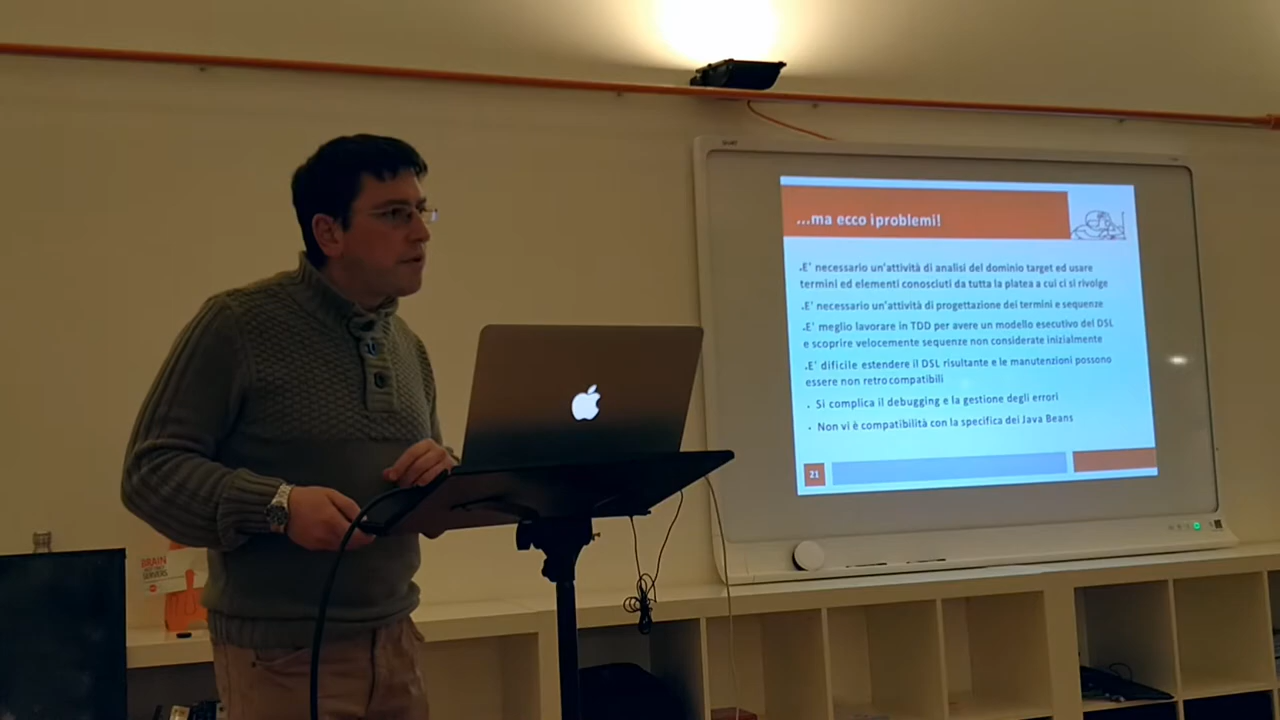 ...ma ecco iproblemi!
.E' necessario un'attività di analisi del dominio target ed usare
termini ed elementi conosciuti da tutta la platea a cui ci si rivolge
.E' necessario un'attività di progettazione dei termini e sequenze
.E' meglio lavorare in TDD per avere un modello esecutivo del DSL
e scoprire velocemente sequenze non considerate inizialmente
.E' difficile estendere il DSL risultante e le manutenzioni possono
essere non retrocompatibili
· Si complica il debugging e la gestione degli errori
· Non vi è compatibilità con la specifica dei Java Beans
21
BRAIN
SERVERS